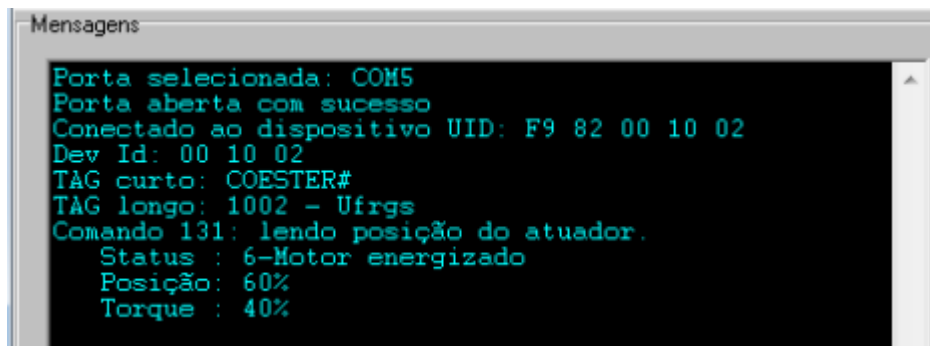 Mensagens
Porta selecionada: COM5
Porta aberta com sucesso
Conectado ao dispositivo UID: F9 82 00 10 02
Dev Id: 00 10 02
TAG curto: COESTER#
TAG longo: 1002 - Ufrgs
Comando 131: lendo posição do atuador.
Status : 6-Motor energizado
Posição: 60%
Torque : 40%